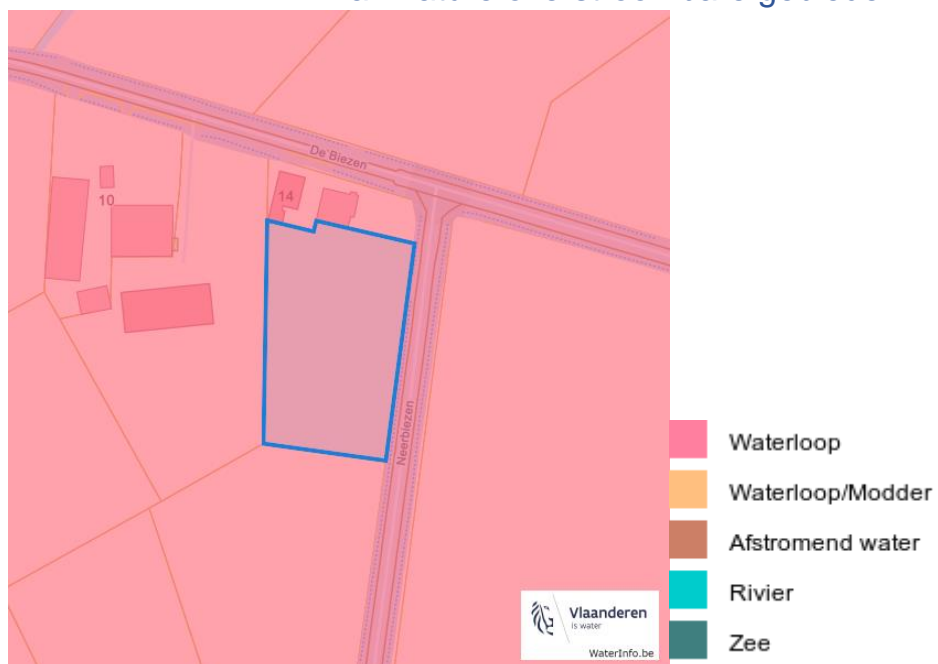 De Biezen
14
10
Neerbiezen
Waterloop
Waterloop/Modder
Afstromend water
Rivier
Zee
Vlaanderen
is water
WaterInfo.be